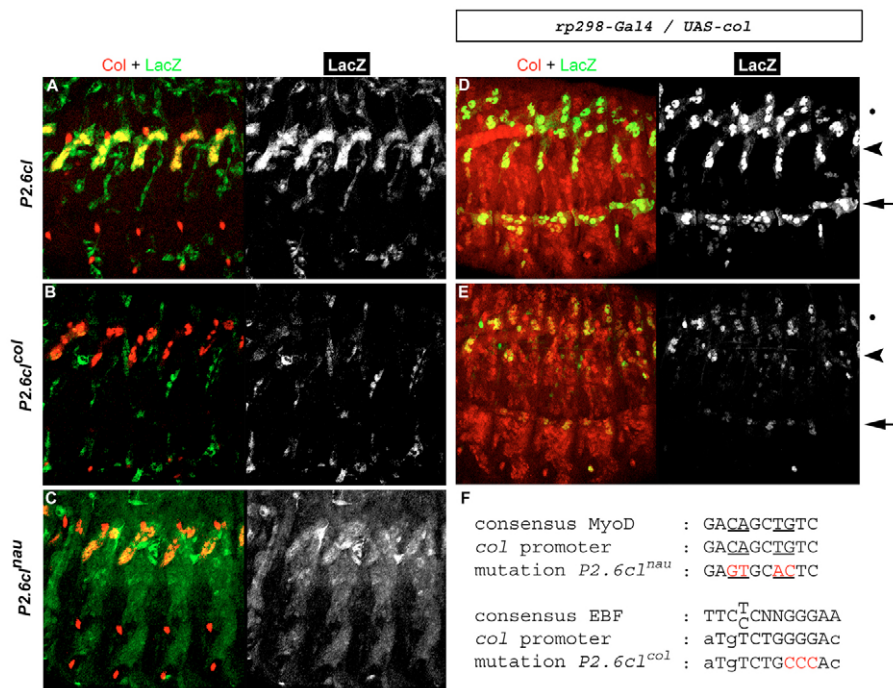 rp298-Gal4 / UAS-col
Col + LacZ
LacZ
Col + LacZ
LacZ
A
P2.6cl
D
B
P2.6cl^col
E
C
P2.6cl^nau
F
consensus MyoD : GACAGCTGTC
col promoter : GACAGCTGTC
mutation P2.6cl^nau : GAGTGCACTC
consensus EBF : TTC T/C CNNGGGAA
col promoter : aTgTCTGGGGAc
mutation P2.6cl^col : aTgTCTGCCCAc